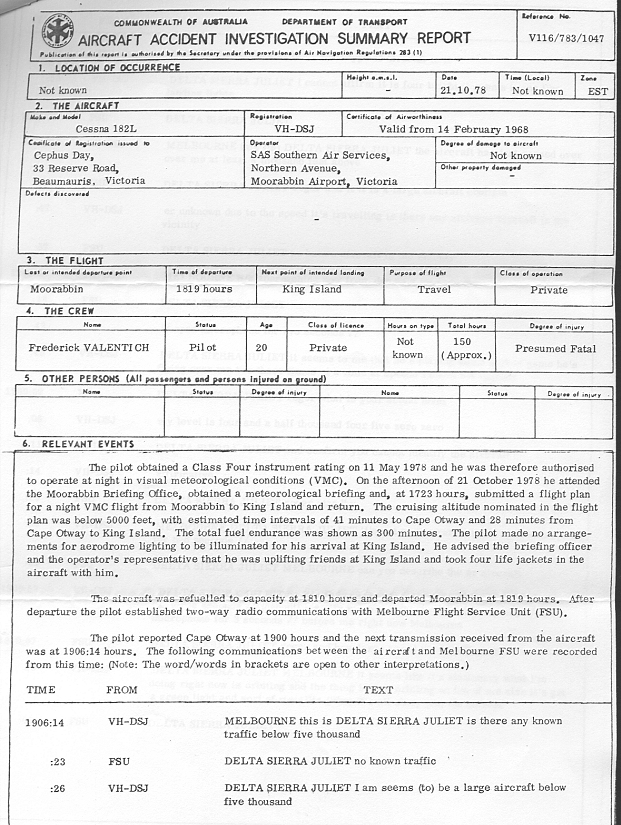 COMMONWEALTH OF AUSTRALIA DEPARTMENT OF TRANSPORT
AIRCRAFT ACCIDENT INVESTIGATION SUMMARY REPORT
Publication of this report is authorised by the Secretary under the provisions of Air Navigation Regulations 283 (1)
Reference No.
V116/783/1047
1. LOCATION OF OCCURRENCE
Height a.m.s.l. Date Time (Local) Zone
Not known - 21.10.78 Not known EST
2. THE AIRCRAFT
Make and Model Registration Certificate of Airworthiness
Cessna 182L VH-DSJ Valid from 14 February 1968
Certificate of Registration issued to Operator Degree of damage to aircraft
Cephus Day, SAS Southern Air Services, Not known
33 Reserve Road, Northern Avenue, Other property damaged
Beaumauris, Victoria Moorabbin Airport, Victoria -
Defects discovered
-
3. THE FLIGHT
Last or intended departure point Time of departure Next point of intended landing Purpose of flight Class of operation
Moorabbin 1819 hours King Island Travel Private
4. THE CREW
Name Status Age Class of licence Hours on type Total hours Degree of injury
Frederick VALENTICH Pilot 20 Private Not known 150 (Approx.) Presumed Fatal
5. OTHER PERSONS (All passengers and persons injured on ground)
Name Status Degree of injury Name Status Degree of injury
6. RELEVANT EVENTS
The pilot obtained a Class Four instrument rating on 11 May 1978 and he was therefore authorised
to operate at night in visual meteorological conditions (VMC). On the afternoon of 21 October 1978 he attended
the Moorabbin Briefing Office, obtained a meteorological briefing and, at 1723 hours, submitted a flight plan
for a night VMC flight from Moorabbin to King Island and return. The cruising altitude nominated in the flight
plan was below 5000 feet, with estimated time intervals of 41 minutes to Cape Otway and 28 minutes from
Cape Otway to King Island. The total fuel endurance was shown as 300 minutes. The pilot made no arrange-
ments for aerodrome lighting to be illuminated for his arrival at King Island. He advised the briefing officer
and the operator's representative that he was uplifting friends at King Island and took four life jackets in the
aircraft with him.
The aircraft was refuelled to capacity at 1810 hours and departed Moorabbin at 1819 hours. After
departure the pilot established two-way radio communications with Melbourne Flight Service Unit (FSU).
The pilot reported Cape Otway at 1900 hours and the next transmission received from the aircraft
was at 1906:14 hours. The following communications between the aircraft and Melbourne FSU were recorded
from this time: (Note: The word/words in brackets are open to other interpretations.)
TIME FROM TEXT
1906:14 VH-DSJ MELBOURNE this is DELTA SIERRA JULIET is there any known
traffic below five thousand
:23 FSU DELTA SIERRA JULIET no known traffic
:26 VH-DSJ DELTA SIERRA JULIET I am seems (to) be a large aircraft below
five thousand